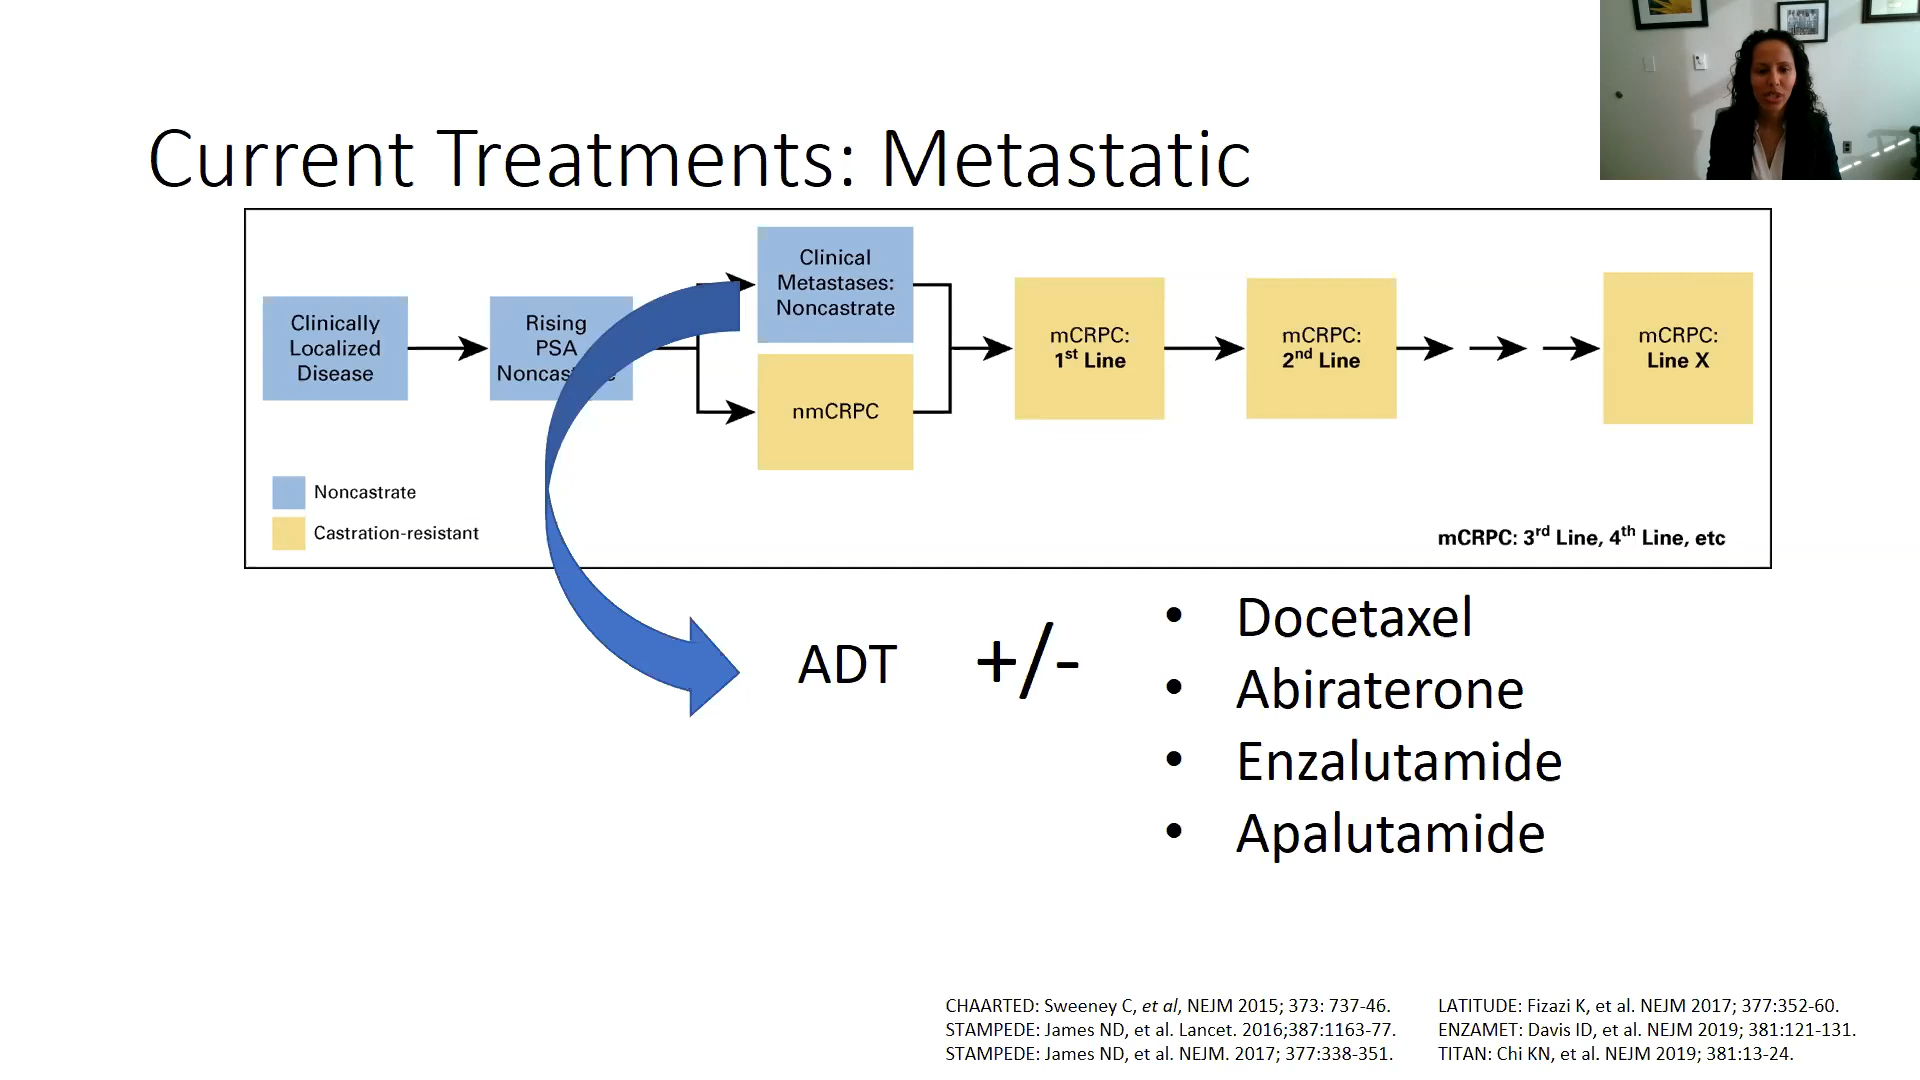 Current Treatments: Metastatic
Clinically
Localized
Disease
Rising
PSA
Clinical
Metastases:
Noncastrate
nmCRPC
mCRPC:
1st Line
mCRPC:
2nd Line
mCRPC:
Line X
Noncastrate
Castration-resistant
mCRPC: 3rd Line, 4th Line, etc
ADT
+/-
• Docetaxel
• Abiraterone
• Enzalutamide
• Apalutamide
CHAARTED: Sweeney C, et al, NEJM 2015; 373: 737-46.
STAMPEDE: James ND, et al. Lancet. 2016;387:1163-77.
STAMPEDE: James ND, et al. NEJM. 2017; 377:338-351.
LATITUDE: Fizazi K, et al. NEJM 2017; 377:352-60.
ENZAMET: Davis ID, et al. NEJM 2019; 381:121-131.
TITAN: Chi KN, et al. NEJM 2019; 381:13-24.